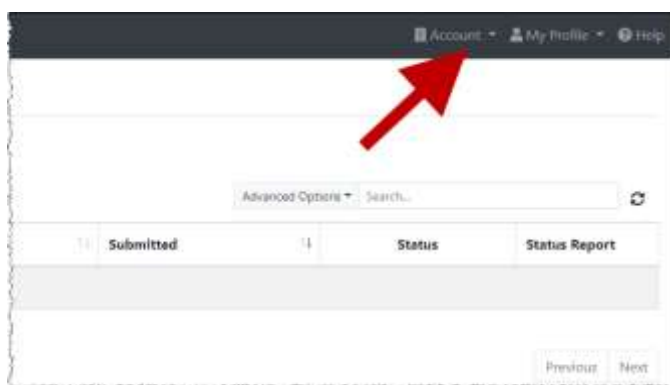 Account My Profile Help
Advanced Options Search...
Submitted Status Status Report
Previous Next